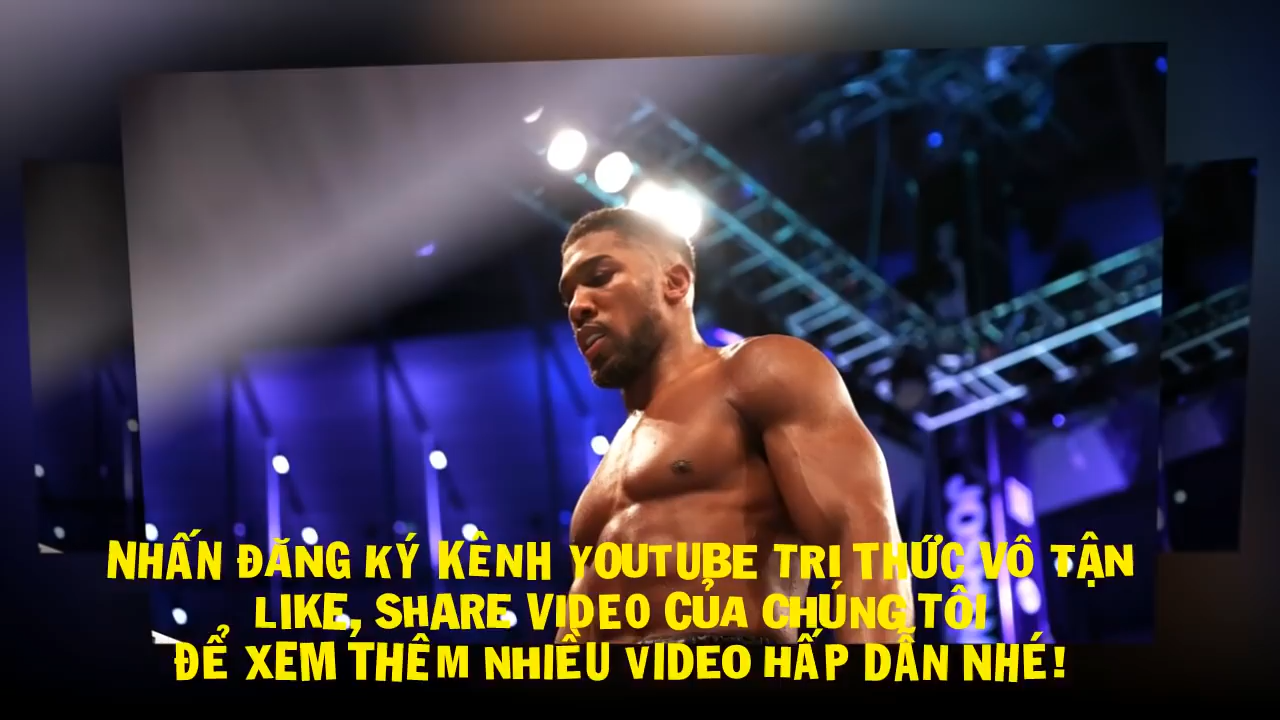 NHẤN ĐĂNG KÝ KÊNH YOUTUBE TRI THỨC VÔ TẬN
LIKE, SHARE VIDEO CỦA CHÚNG TÔI
ĐỂ XEM THÊM NHIỀU VIDEO HẤP DẪN NHÉ!